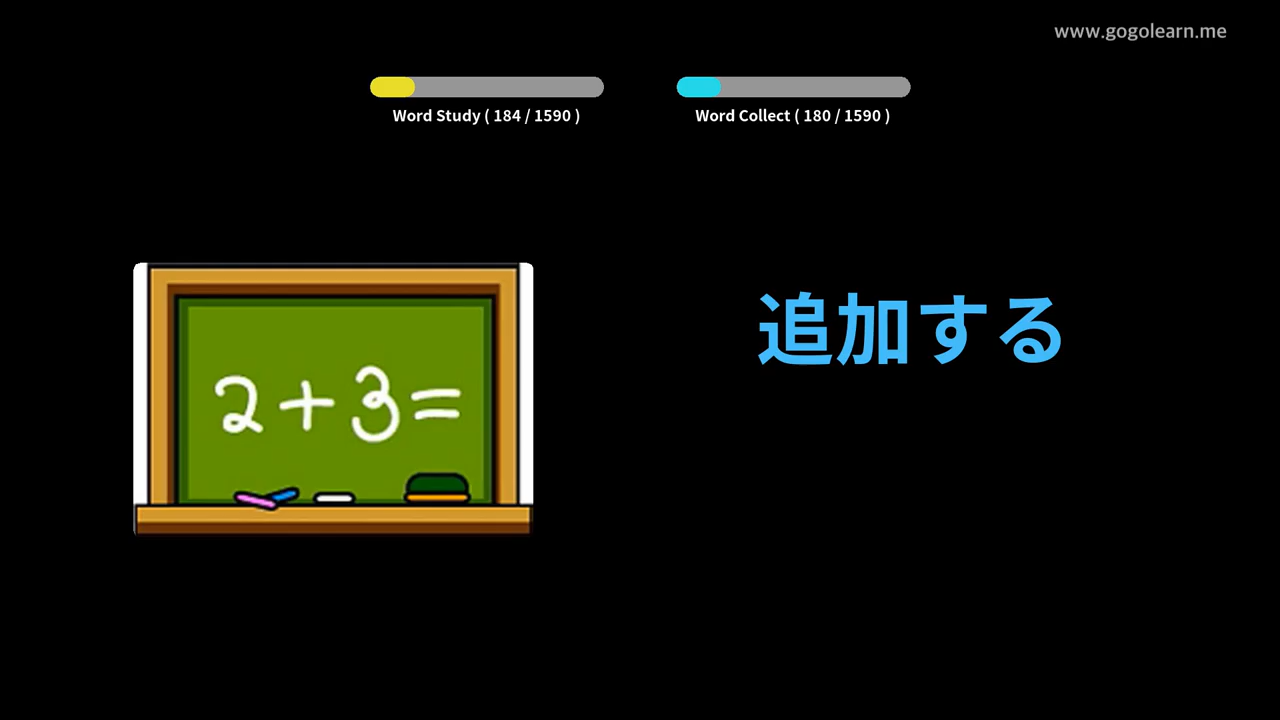 www.gogolearn.me
Word Study ( 184 / 1590 )
Word Collect ( 180 / 1590 )
2+3=
追加する